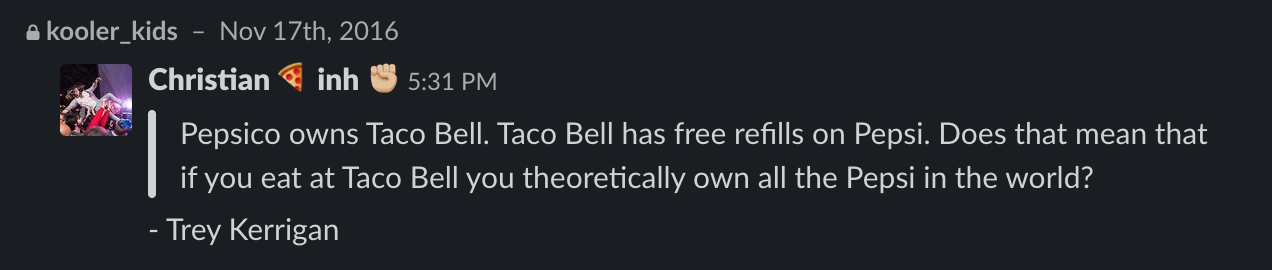 kooler_kids – Nov 17th, 2016
Christian 🍕 inh ✊🏼 5:31 PM
Pepsico owns Taco Bell. Taco Bell has free refills on Pepsi. Does that mean that
if you eat at Taco Bell you theoretically own all the Pepsi in the world?
- Trey Kerrigan